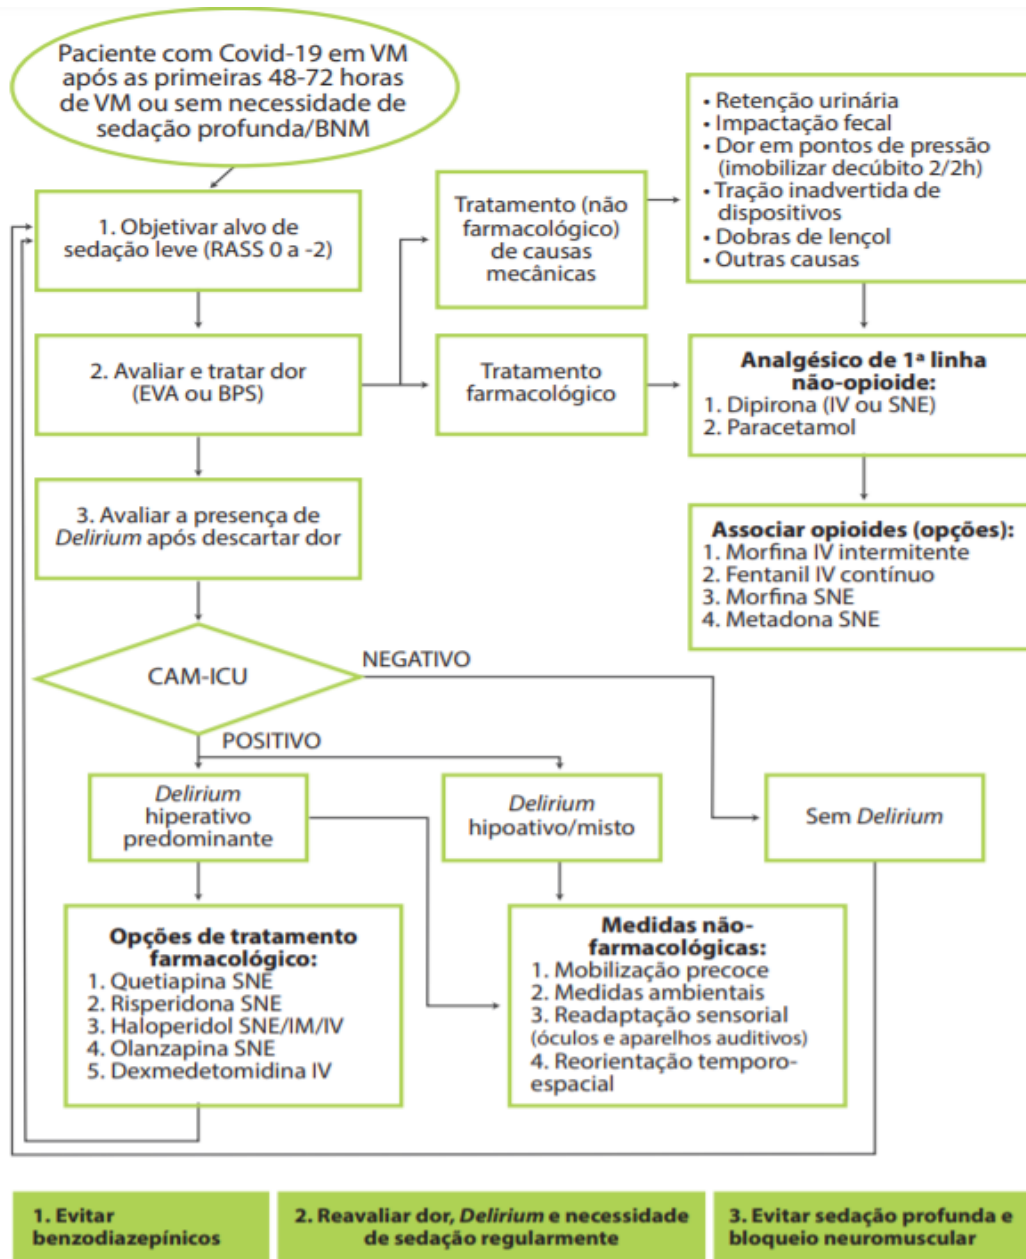 Paciente com Covid-19 em VM
após as primeiras 48-72 horas
de VM ou sem necessidade de
sedação profunda/BNM
1. Objetivar alvo de
sedação leve (RASS 0 a -2)
2. Avaliar e tratar dor
(EVA ou BPS)
Tratamento (não
farmacológico)
de causas
mecânicas
• Retenção urinária
• Impactação fecal
• Dor em pontos de pressão
(imobilizar decúbito 2/2h)
• Tração inadvertida de
dispositivos
• Dobras de lençol
• Outras causas
Tratamento
farmacológico
Analgésico de 1ª linha
não-opioide:
1. Dipirona (IV ou SNE)
2. Paracetamol
Associar opioides (opções):
1. Morfina IV intermitente
2. Fentanil IV contínuo
3. Morfina SNE
4. Metadona SNE
3. Avaliar a presença de
Delirium após descartar dor
CAM-ICU
NEGATIVO
POSITIVO
Delirium
hiperativo
predominante
Delirium
hipoativo/misto
Sem Delirium
Opções de tratamento
farmacológico:
1. Quetiapina SNE
2. Risperidona SNE
3. Haloperidol SNE/IM/IV
4. Olanzapina SNE
5. Dexmedetomidina IV
Medidas não-
farmacológicas:
1. Mobilização precoce
2. Medidas ambientais
3. Readaptação sensorial
(óculos e aparelhos auditivos)
4. Reorientação temporo-
espacial
1. Evitar
benzodiazepínicos
2. Reavaliar dor, Delirium e necessidade
de sedação regularmente
3. Evitar sedação profunda e
bloqueio neuromuscular